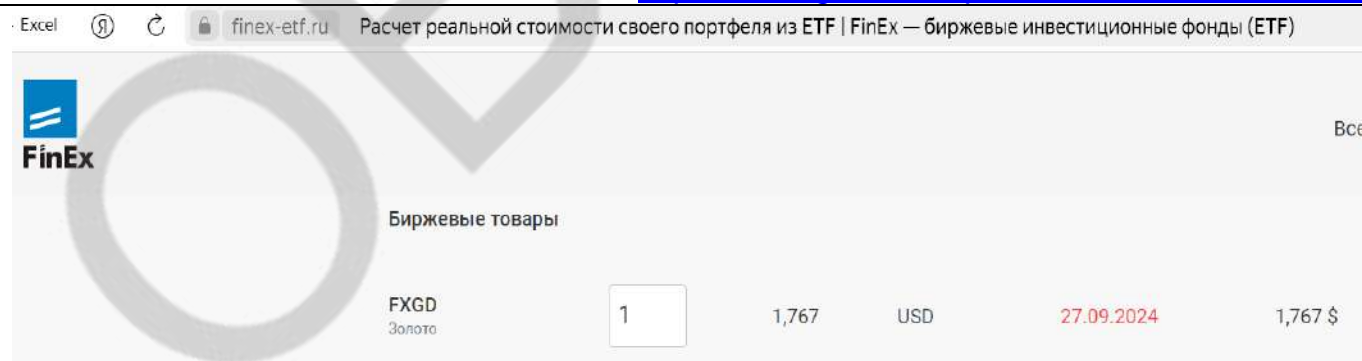 Excel finex-etf.ru Расчет реальной стоимости своего портфеля из ETF | FinEx — биржевые инвестиционные фонды (ETF)
Все
FinEx
Биржевые товары
FXGD 1 1,767 USD 27.09.2024 1,767 $
Золото